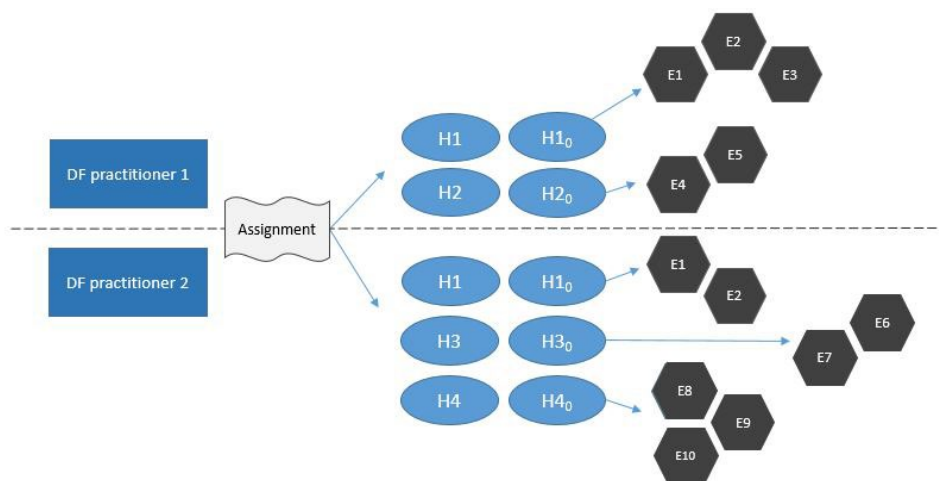 E2
E1
E3
H1
H1₀
E5
DF practitioner 1
H2
H2₀
E4
Assignment
DF practitioner 2
H1
H1₀
E1
E2
H3
H3₀
E6
E7
H4
H4₀
E8
E9
E10